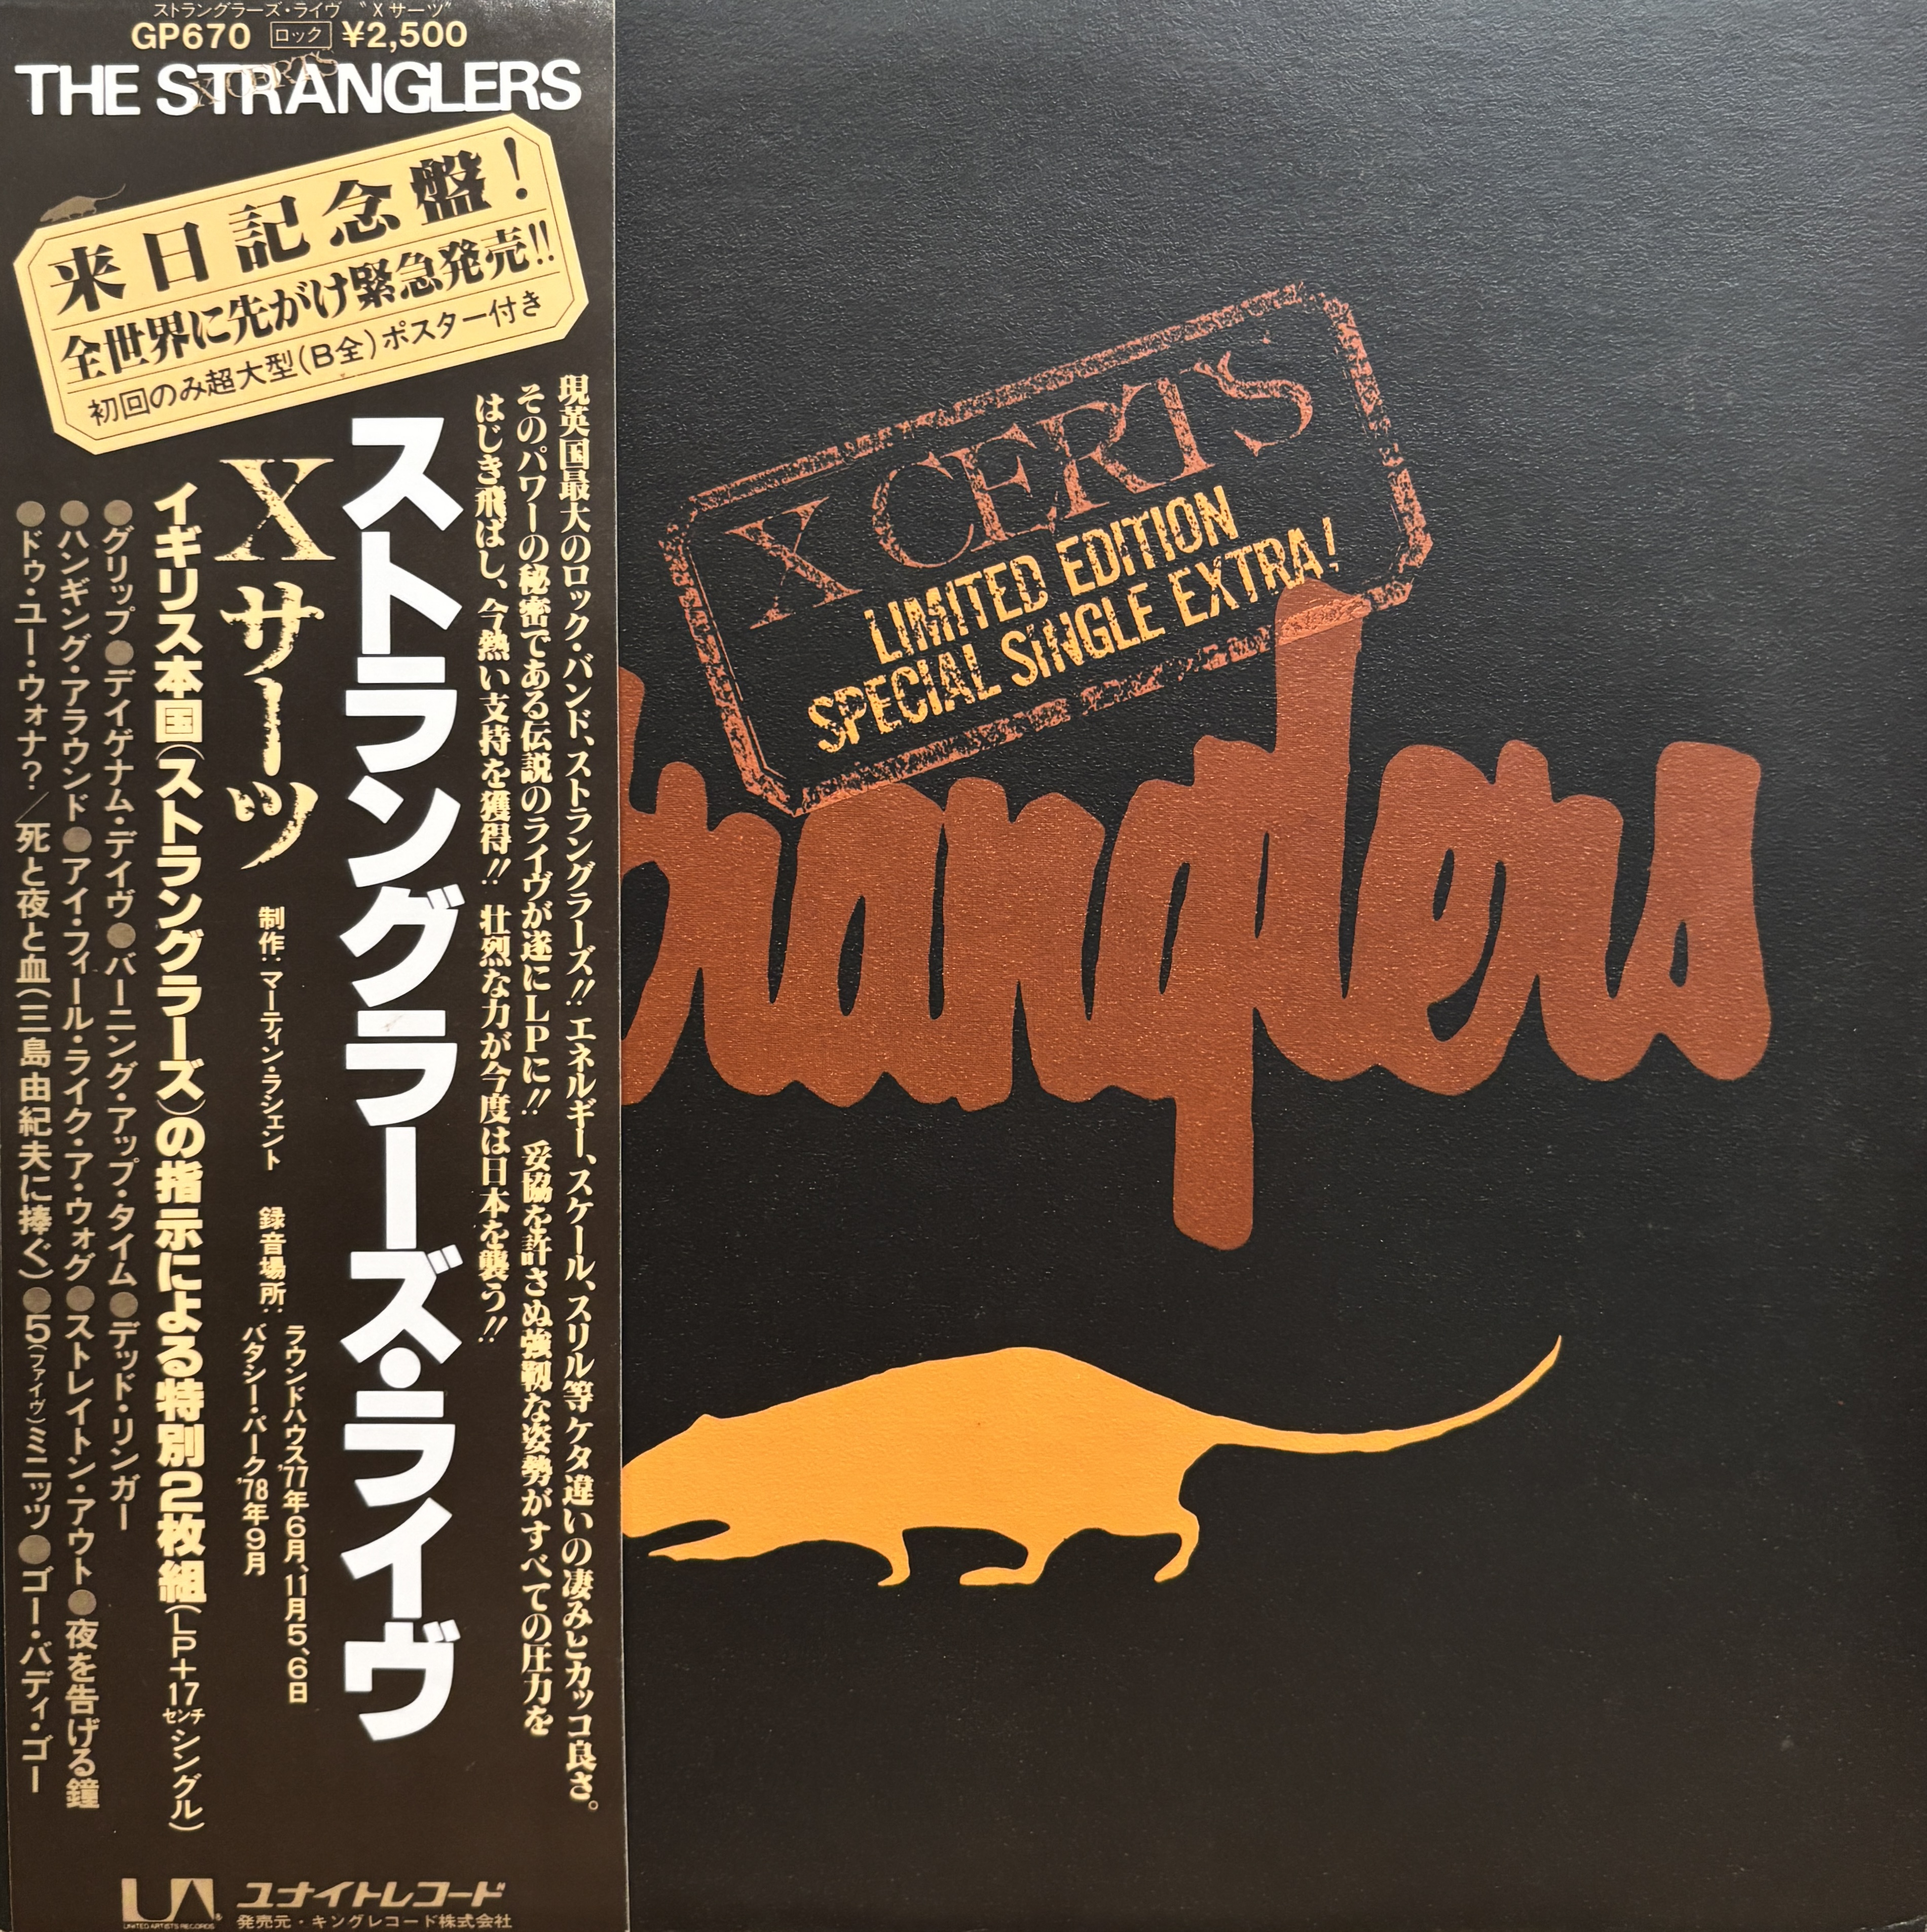 ストラングラーズ・ライヴ “Xサーツ”
GP670 ロック ¥2,500
X CERTS
THE STRANGLERS
来日記念盤!
全世界に先がけ緊急発売!!
初回のみ超大型(B全)ポスター付き
現英国最大のロック・バンド、ストラングラーズ!! エネルギー、スケール、スリル等ケタ違いの凄みとカッコ良さ。
そのパワーの秘密である伝説のライヴが遂にLPに!! 妥協を許さぬ強靭な姿勢がすべての圧力を
はじき飛ばし、今熱い支持を獲得!! 壮烈な力が今度は日本を襲う!!
ストラングラーズ・ライヴ
Xサーツ
制作:マーティン・ラシェント
録音場所:ラウンドハウス'77年6月、11月5、6日
バタシー・パーク'78年9月
イギリス本国(ストラングラーズ)の指示による特別2枚組(LP+17センチシングル)
●グリップ●デイゲナム・デイヴ●バーニング・アップ・タイム●デッド・リンガー
●ハンギング・アラウンド●アイ・フィール・ライク・ア・ウォグ●ストレイトン・アウト●夜を告げる鐘
●ドゥ・ユー・ウォナ?/死と夜と血(三島由紀夫に捧ぐ)●5(ファイヴ)ミニッツ●ゴー・バディ・ゴー
UA
UNITED ARTISTS RECORDS
®
ユナイトレコード
発売元・キングレコード株式会社
X CERTS
LIMITED EDITION
SPECIAL SINGLE EXTRA!
tranglers